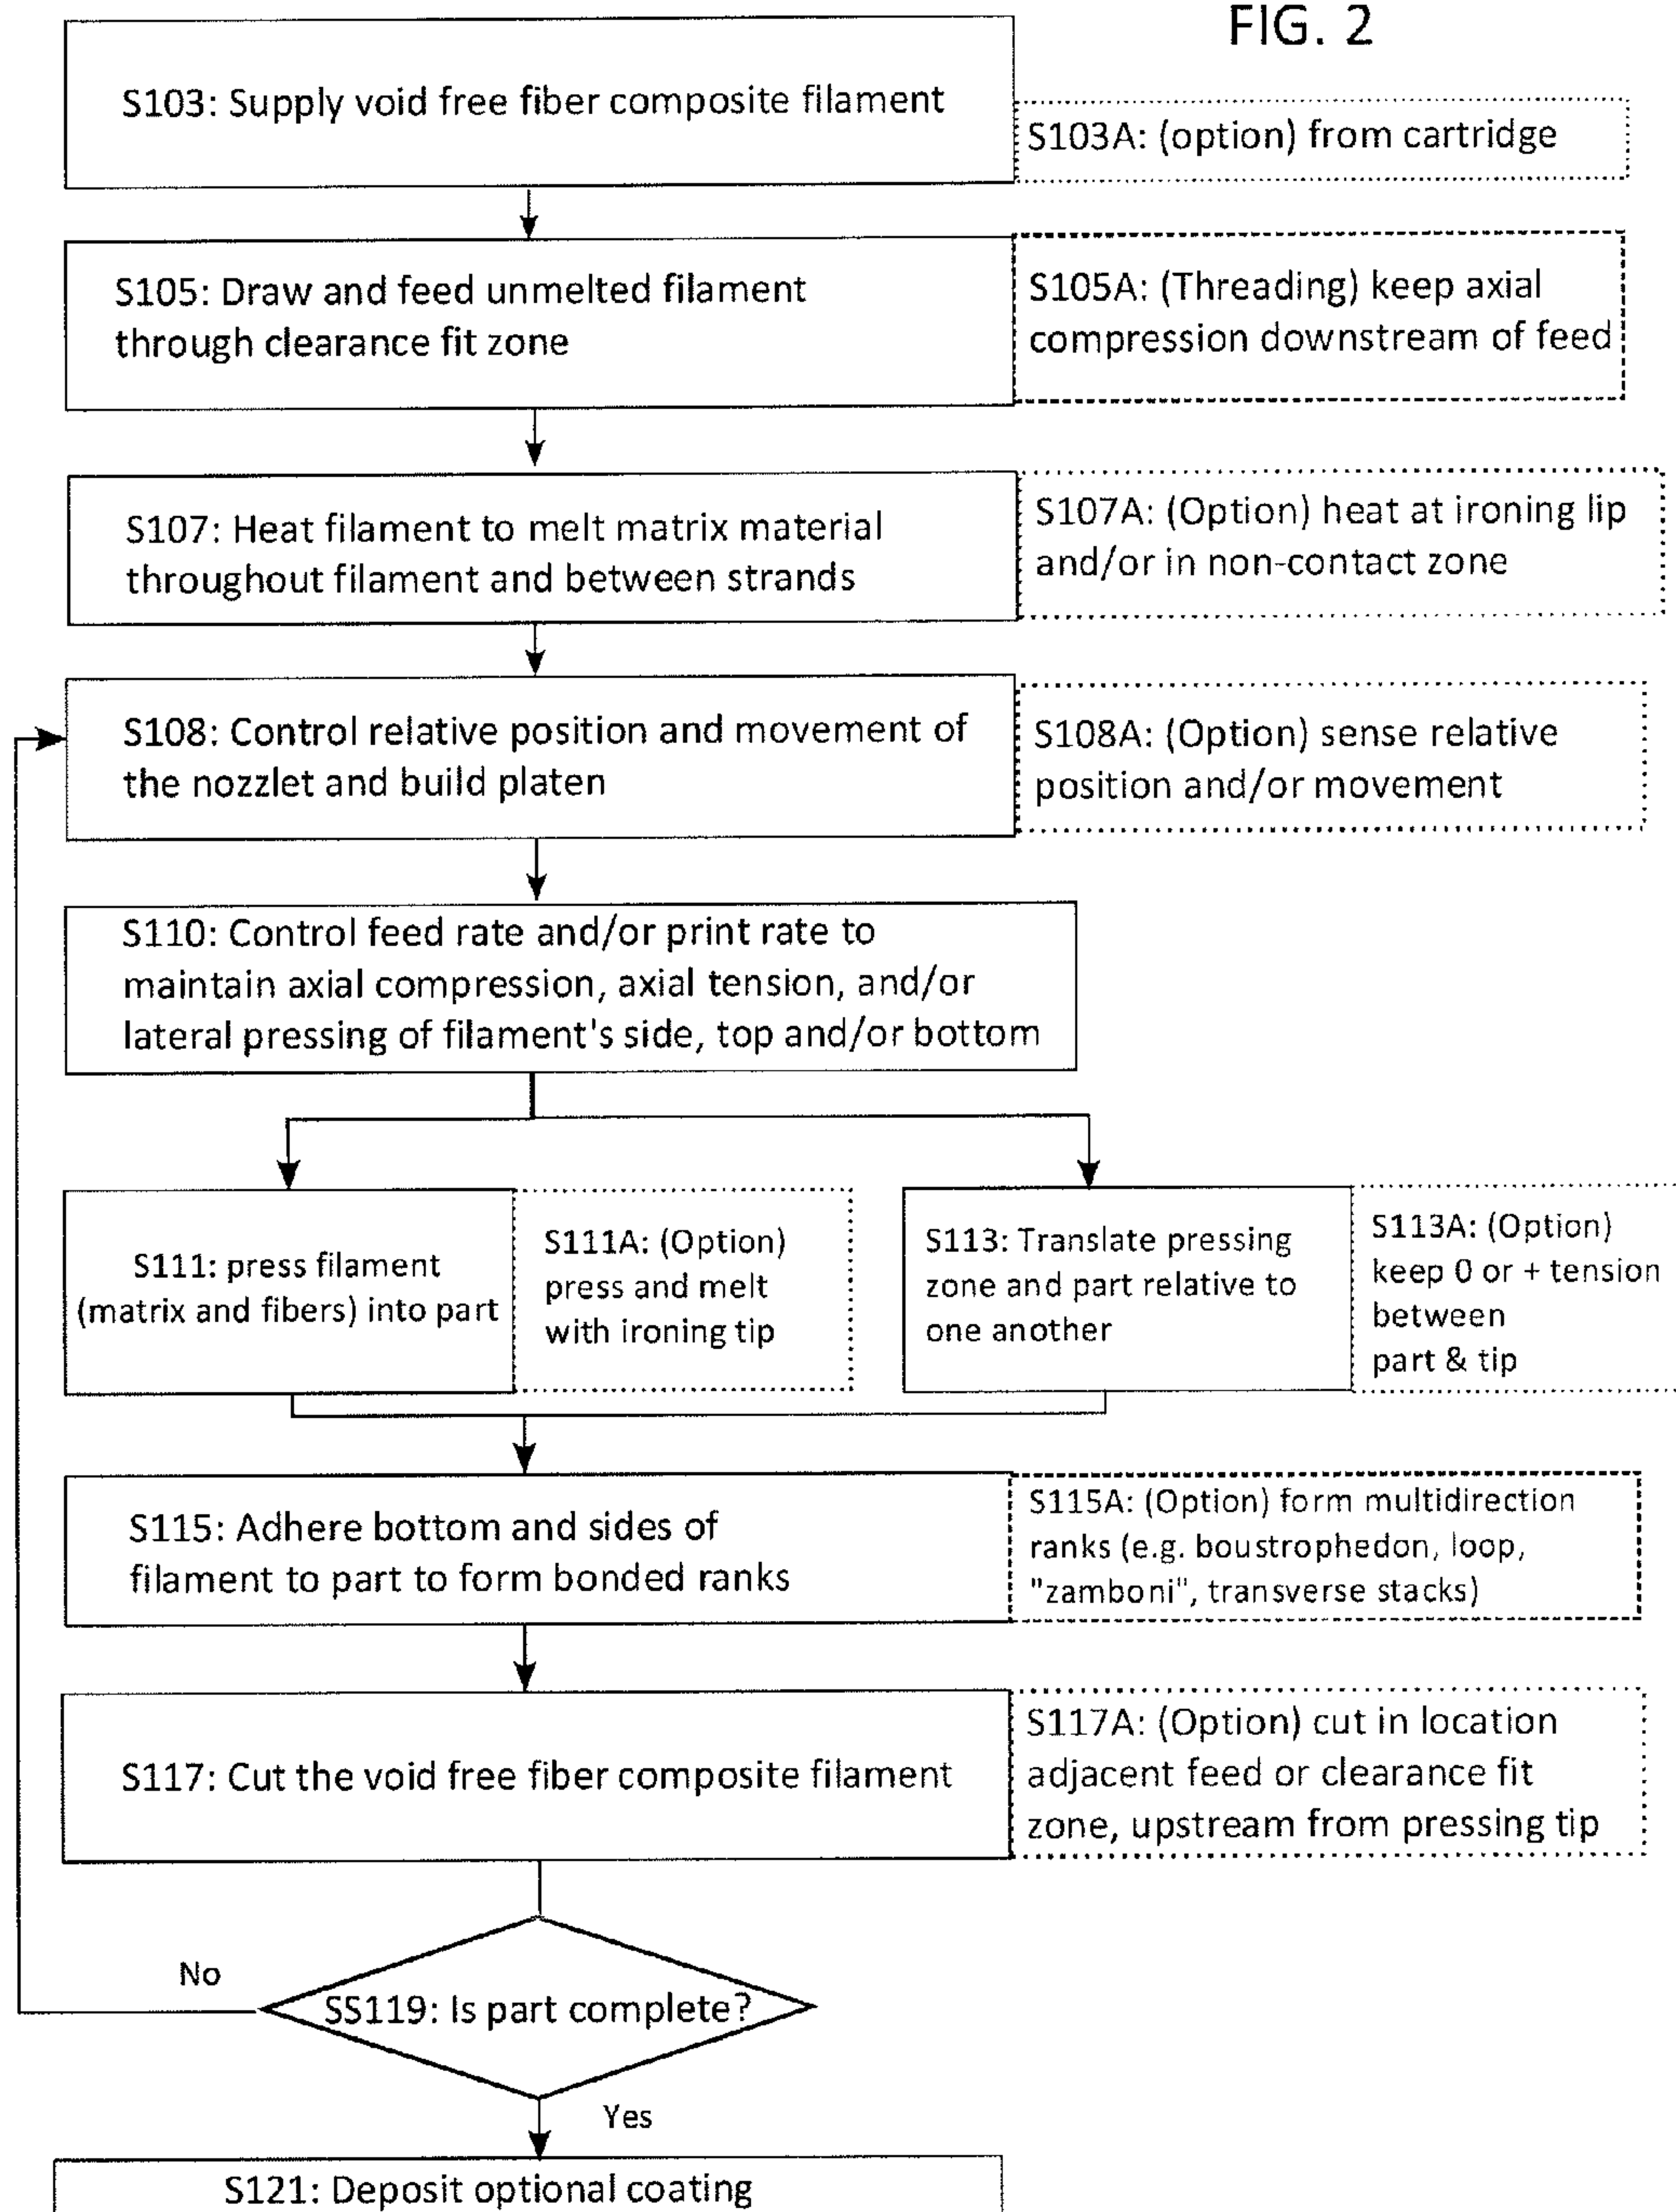 FIG. 2
S103: Supply void free fiber composite filament
S103A: (option) from cartridge
S105: Draw and feed unmelted filament
through clearance fit zone
S105A: (Threading) keep axial
compression downstream of feed
S107: Heat filament to melt matrix material
throughout filament and between strands
S107A: (Option) heat at ironing lip
and/or in non-contact zone
S108: Control relative position and movement of
the nozzlet and build platen
S108A: (Option) sense relative
position and/or movement
S110: Control feed rate and/or print rate to
maintain axial compression, axial tension, and/or
lateral pressing of filament's side, top and/or bottom
S111: press filament
(matrix and fibers) into part
S111A: (Option)
press and melt
with ironing tip
S113: Translate pressing
zone and part relative to
one another
S113A: (Option)
keep 0 or + tension
between
part & tip
S115: Adhere bottom and sides of
filament to part to form bonded ranks
S115A: (Option) form multidirection
ranks (e.g. boustrophedon, loop,
"zamboni", transverse stacks)
S117: Cut the void free fiber composite filament
S117A: (Option) cut in location
adjacent feed or clearance fit
zone, upstream from pressing tip
SS119: Is part complete?
No
Yes
S121: Deposit optional coating